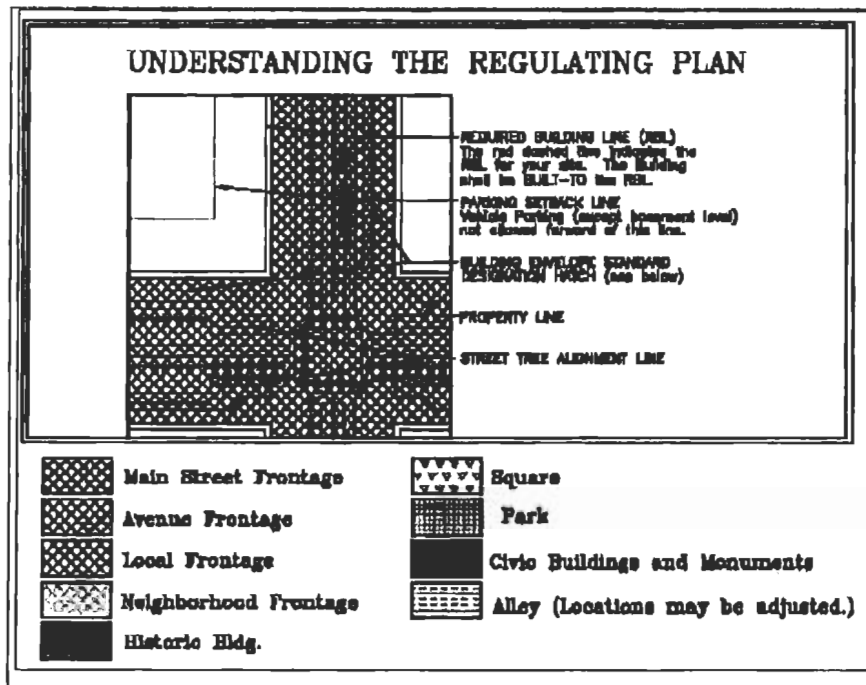 UNDERSTANDING THE REGULATING PLAN
REQUIRED BUILDING LINE (RBL)
The red dashed line indicates the
RBL for your site. The Building
shall be BUILT-TO the RBL.
PARKING SETBACK LINE
Vehicle Parking (except basement level)
not allowed forward of this line.
BUILDING ENVELOPE STANDARD
DESIGNATION HATCH (see below)
PROPERTY LINE
STREET TREE ALIGNMENT LINE
Main Street Frontage
Avenue Frontage
Local Frontage
Neighborhood Frontage
Historic Bldg.
Square
Park
Civic Buildings and Monuments
Alley (Locations may be adjusted.)